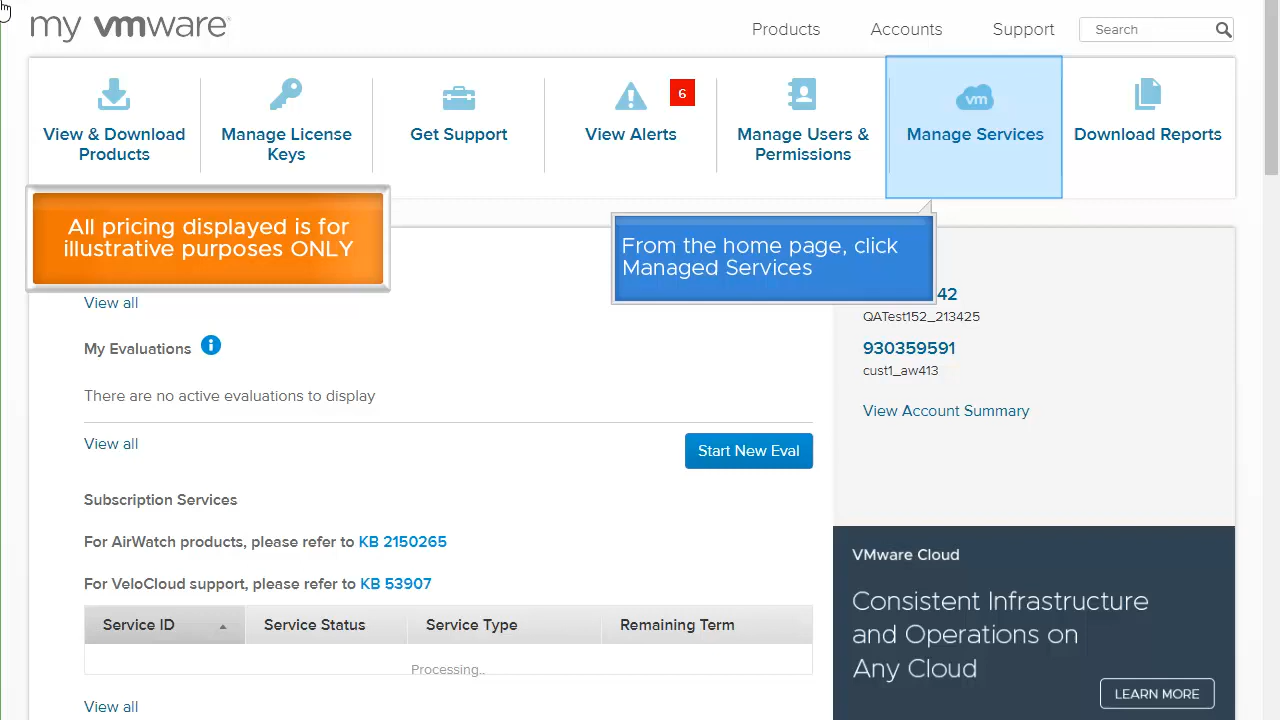 my vmware®
Products
Accounts
Support
Search
View & Download
Products
Manage License
Keys
Get Support
View Alerts
6
Manage Users &
Permissions
vm
Manage Services
Download Reports
All pricing displayed is for
illustrative purposes ONLY
From the home page, click
Managed Services
View all
My Evaluations
There are no active evaluations to display
View all
Start New Eval
Subscription Services
For AirWatch products, please refer to KB 2150265
For VeloCloud support, please refer to KB 53907
Service ID
Service Status
Service Type
Remaining Term
Processing..
View all
42
QATest152_213425
930359591
cust1_aw413
View Account Summary
VMware Cloud
Consistent Infrastructure
and Operations on
Any Cloud
LEARN MORE